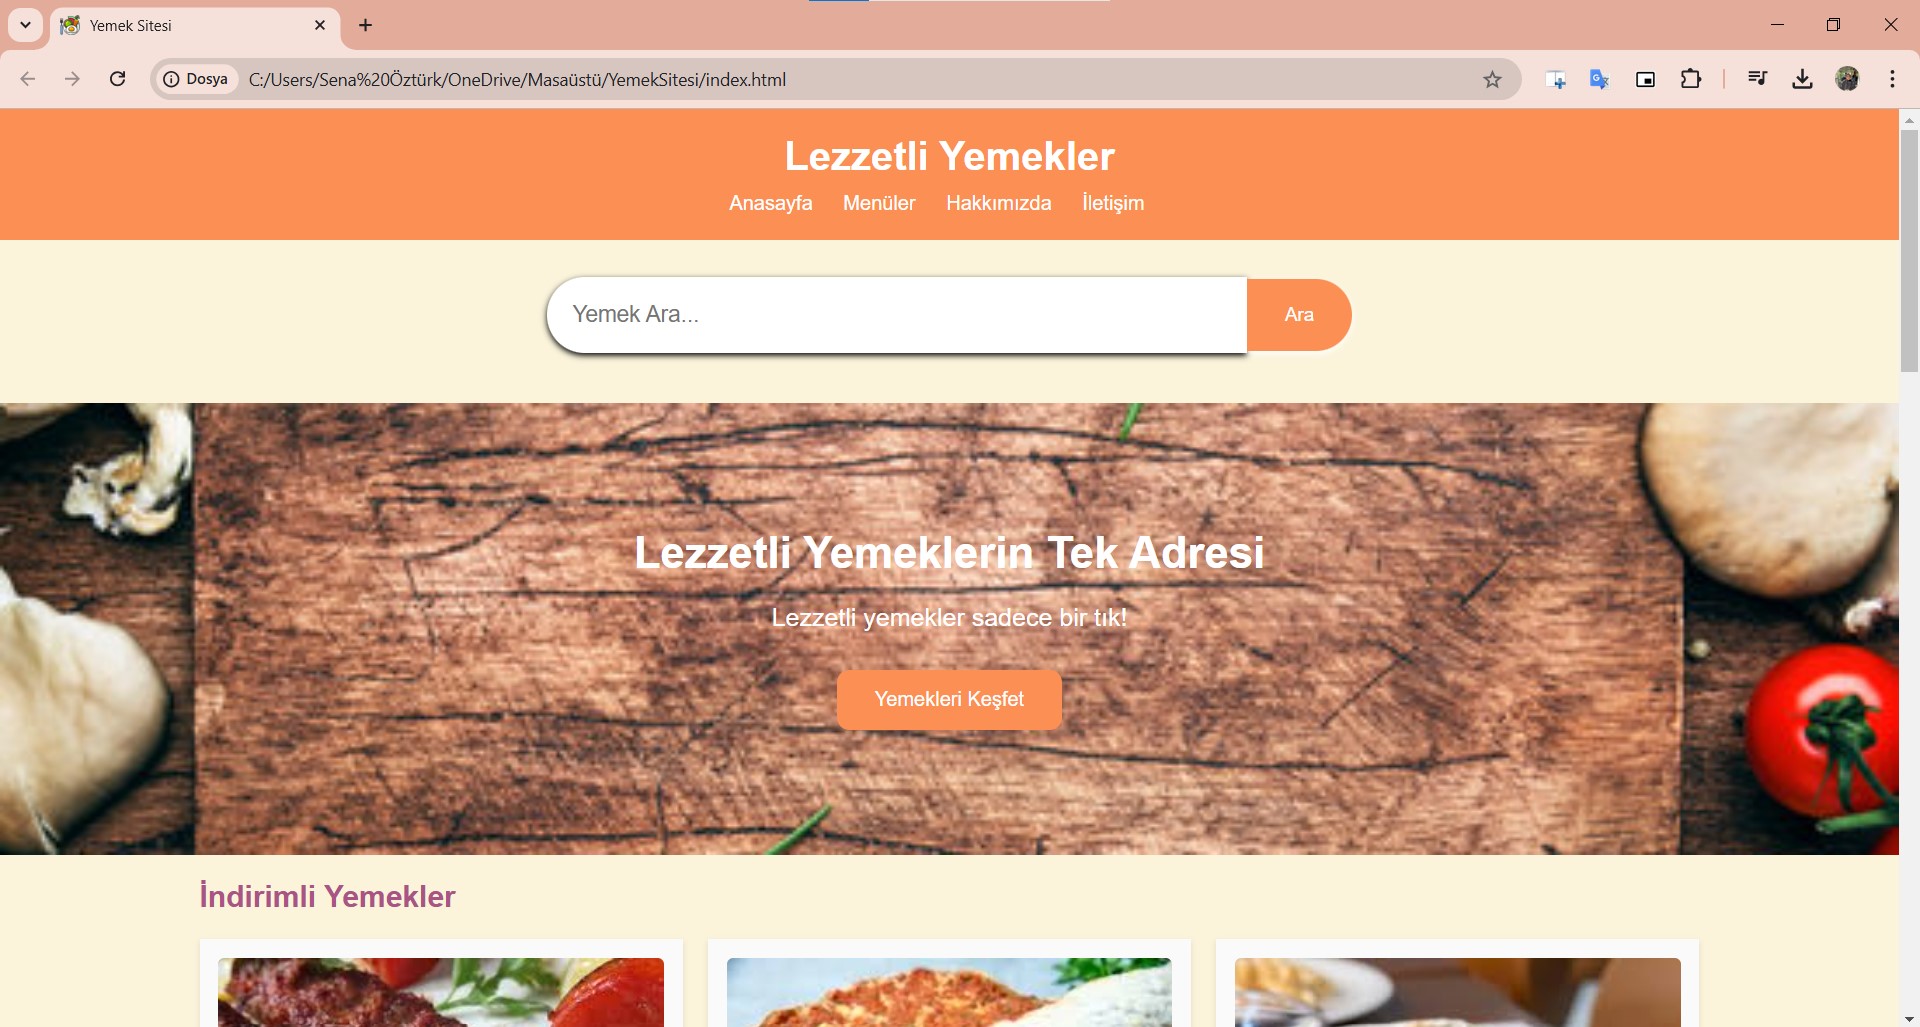 Yemek Sitesi
Dosya C:/Users/Sena%20Öztürk/OneDrive/Masaüstü/YemekSitesi/index.html
Lezzetli Yemekler
Anasayfa Menüler Hakkımızda İletişim
Yemek Ara...
Ara
Lezzetli Yemeklerin Tek Adresi
Lezzetli yemekler sadece bir tık!
Yemekleri Keşfet
İndirimli Yemekler